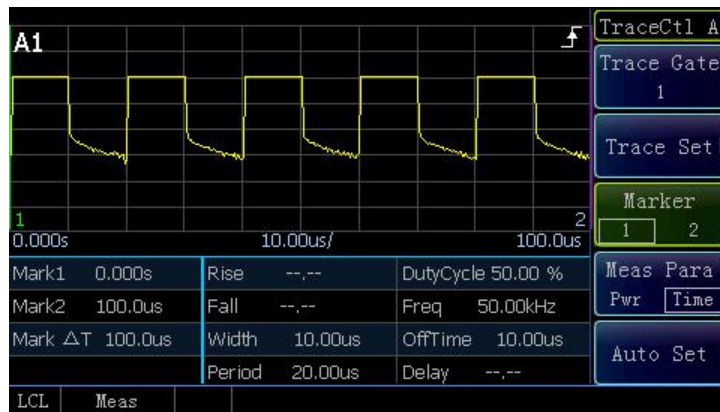 A1
TraceCtl A
Trace Gate
1
Trace Set
Marker
1 2
Meas Para
Pwr Time
Auto Set
1 2
0.000s 10.00us/ 100.0us
Mark1 0.000s Rise --.-- DutyCycle 50.00 %
Mark2 100.0us Fall --.-- Freq 50.00kHz
Mark ΔT 100.0us Width 10.00us OffTime 10.00us
Period 20.00us Delay --.--
LCL Meas